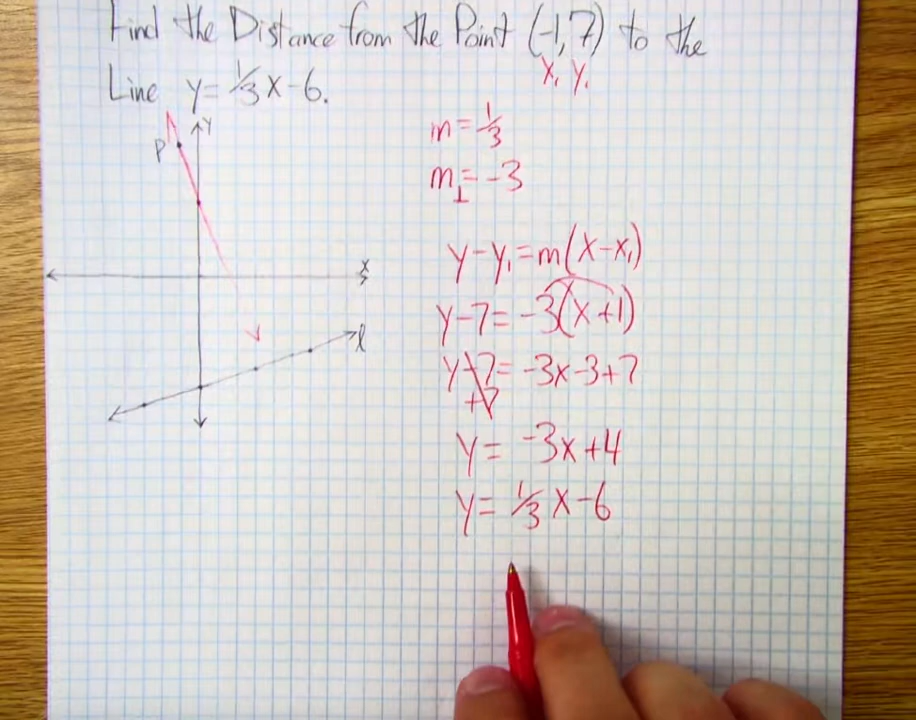 Find the Distance from the Point (-1, 7) to the
x₁ y₁
Line y = 1/3 x - 6.
m = 1/3
m⊥ = -3
y
P
x
l
y - y₁ = m(x - x₁)
y - 7 = -3(x + 1)
y - 7 = -3x - 3 + 7
+7
y = -3x + 4
y = 1/3 x - 6